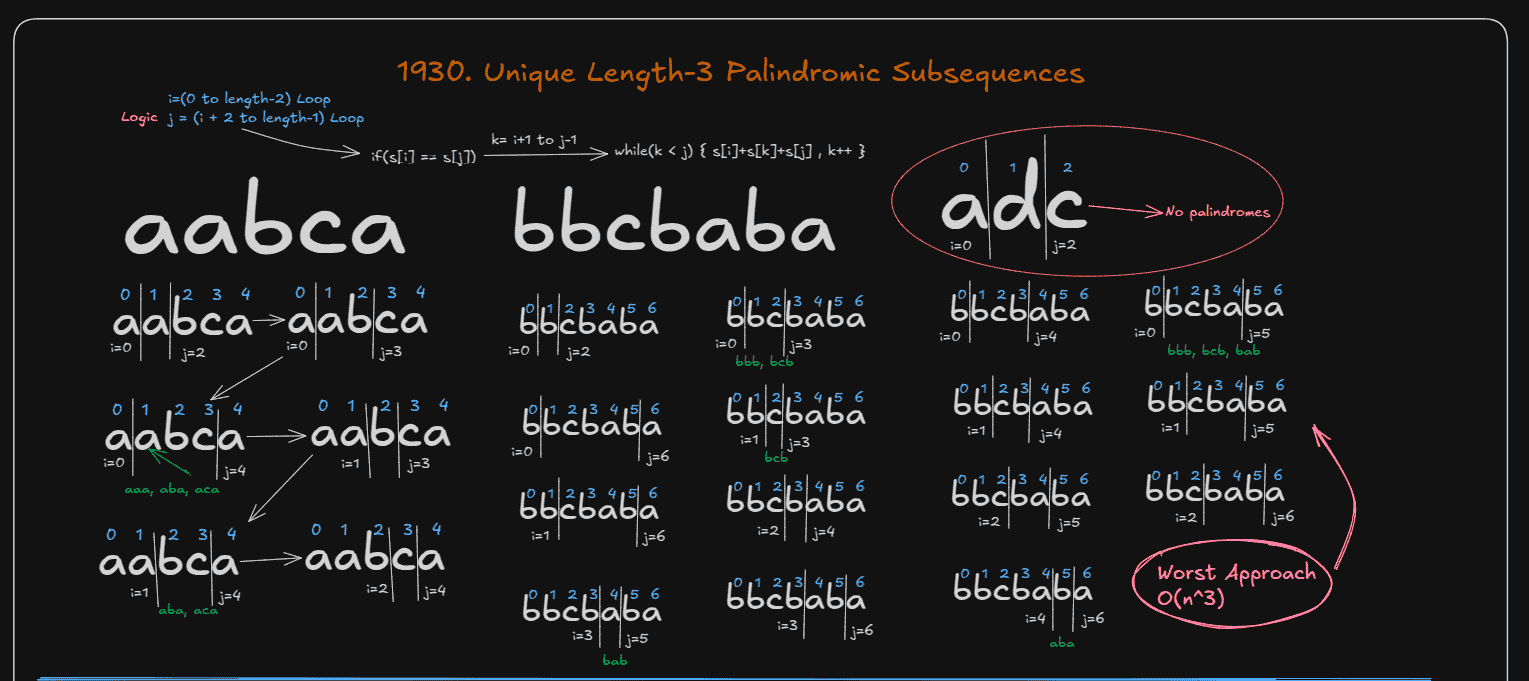 1930. Unique Length-3 Palindromic Subsequences
i=(0 to length-2) Loop
Logic j = (i + 2 to length-1) Loop
if(s[i] == s[j])
k= i+1 to j-1
while(k < j) { s[i]+s[k]+s[j] , k++ }
aabca
bbcbaba
0 1 2
adc
i=0 j=2
No palindromes
0 1 2 3 4
aabca
i=0 j=2
0 1 2 3 4
aabca
i=0 j=3
0 1 2 3 4
aabca
i=0 j=4
aaa, aba, aca
0 1 2 3 4
aabca
i=1 j=3
0 1 2 3 4
aabca
i=1 j=4
aba, aca
0 1 2 3 4
aabca
i=2 j=4
0 1 2 3 4 5 6
bbcbaba
i=0 j=2
0 1 2 3 4 5 6
bbcbaba
i=0 j=3
bbb, bcb
0 1 2 3 4 5 6
bbcbaba
i=0 j=4
0 1 2 3 4 5 6
bbcbaba
i=0 j=5
bbb, bcb, bab
0 1 2 3 4 5 6
bbcbaba
i=0 j=6
0 1 2 3 4 5 6
bbcbaba
i=1 j=3
bcb
0 1 2 3 4 5 6
bbcbaba
i=1 j=4
0 1 2 3 4 5 6
bbcbaba
i=1 j=5
0 1 2 3 4 5 6
bbcbaba
i=1 j=6
0 1 2 3 4 5 6
bbcbaba
i=2 j=4
0 1 2 3 4 5 6
bbcbaba
i=2 j=5
0 1 2 3 4 5 6
bbcbaba
i=2 j=6
0 1 2 3 4 5 6
bbcbaba
i=3 j=5
bab
0 1 2 3 4 5 6
bbcbaba
i=3 j=6
0 1 2 3 4 5 6
bbcbaba
i=4 j=6
aba
Worst Approach
O(n^3)